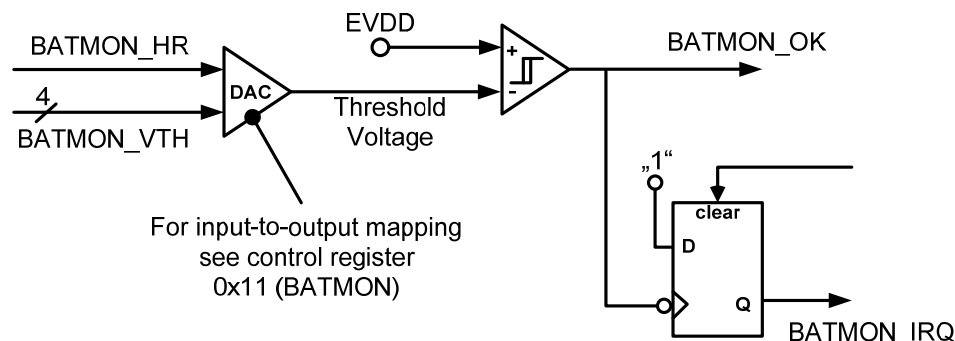 EVDD
BATMON_HR
BATMON_OK
DAC
+
-
4
Threshold
Voltage
BATMON_VTH
„1“
clear
For input-to-output mapping
see control register
0x11 (BATMON)
D
Q
BATMON_IRQ